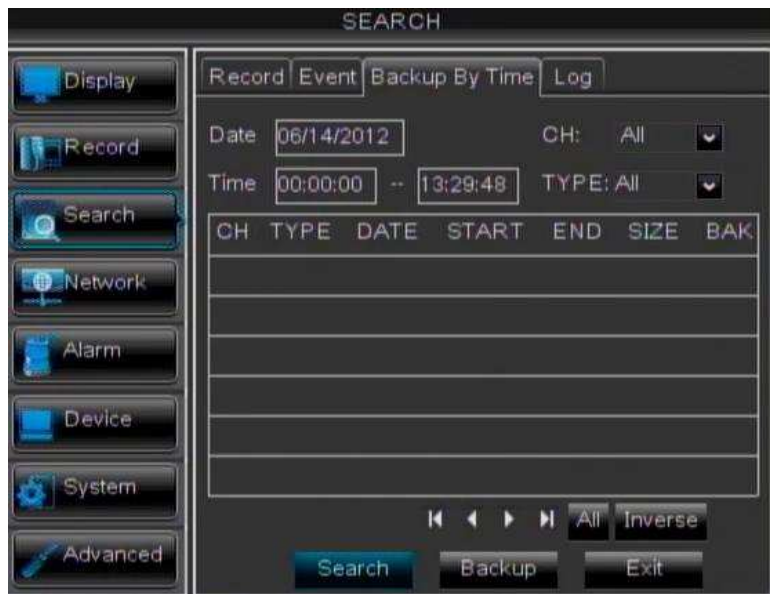 SEARCH
Display
Record
Search
Network
Alarm
Device
System
Advanced
Record Event Backup By Time Log
Date 06/14/2012 CH: All
Time 00:00:00 -- 13:29:48 TYPE: All
CH TYPE DATE START END SIZE BAK
All Inverse
Search Backup Exit